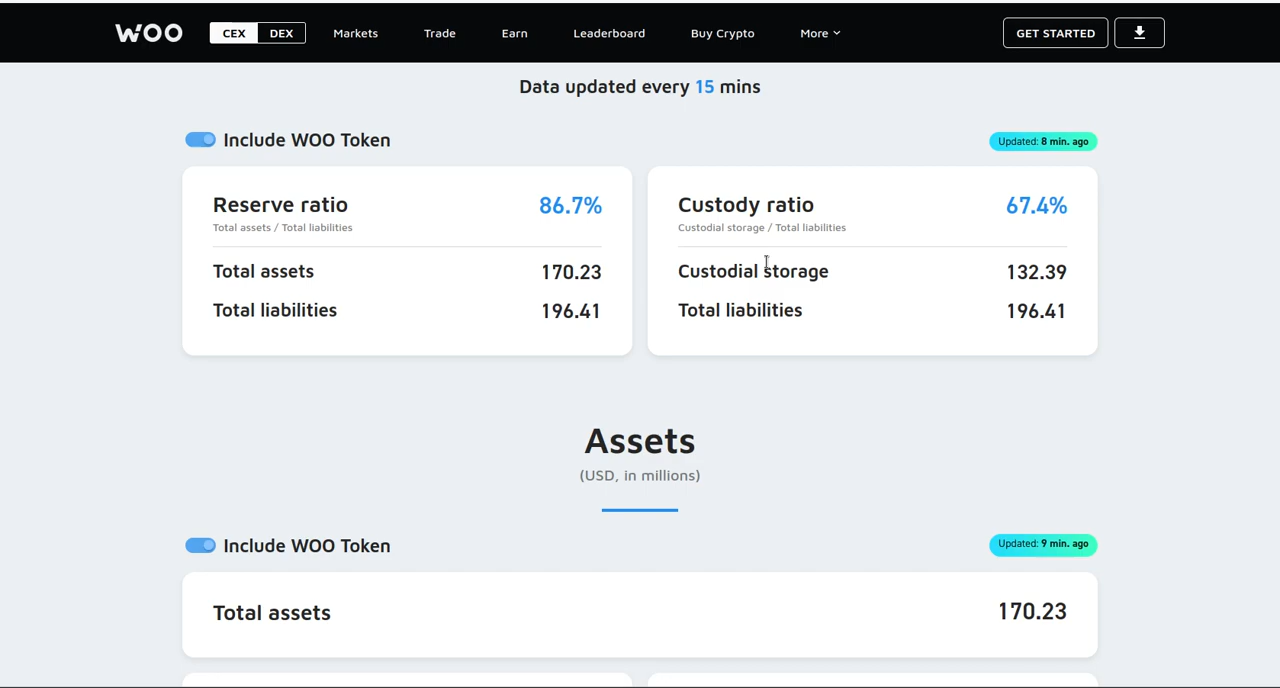 WOO CEX DEX Markets Trade Earn Leaderboard Buy Crypto More GET STARTED
Data updated every 15 mins
Include WOO Token
Updated: 8 min. ago
Reserve ratio 86.7%
Total assets / Total liabilities
Total assets 170.23
Total liabilities 196.41
Custody ratio 67.4%
Custodial storage / Total liabilities
Custodial storage 132.39
Total liabilities 196.41
Assets
(USD, in millions)
Include WOO Token
Updated: 9 min. ago
Total assets 170.23